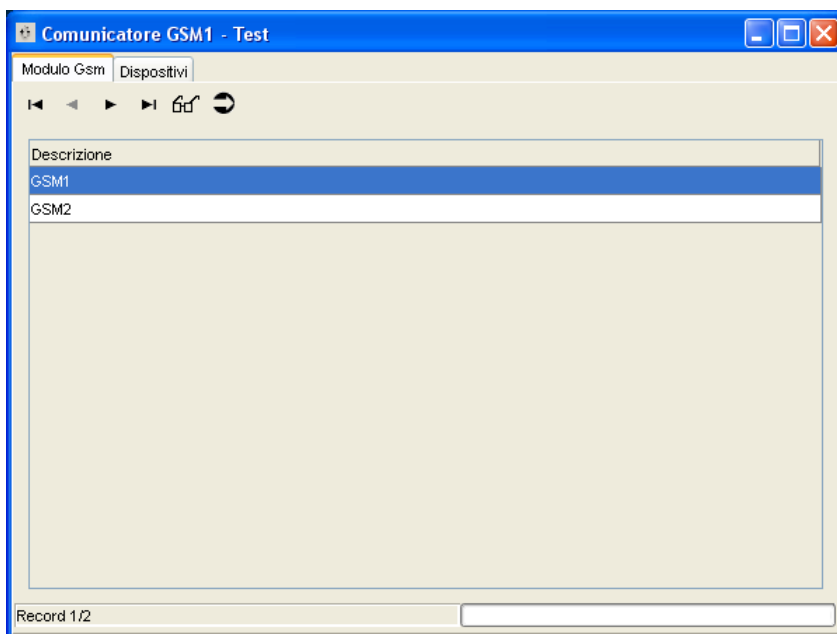 Comunicatore GSM1 - Test
Modulo Gsm Dispositivi
Descrizione
GSM1
GSM2
Record 1/2